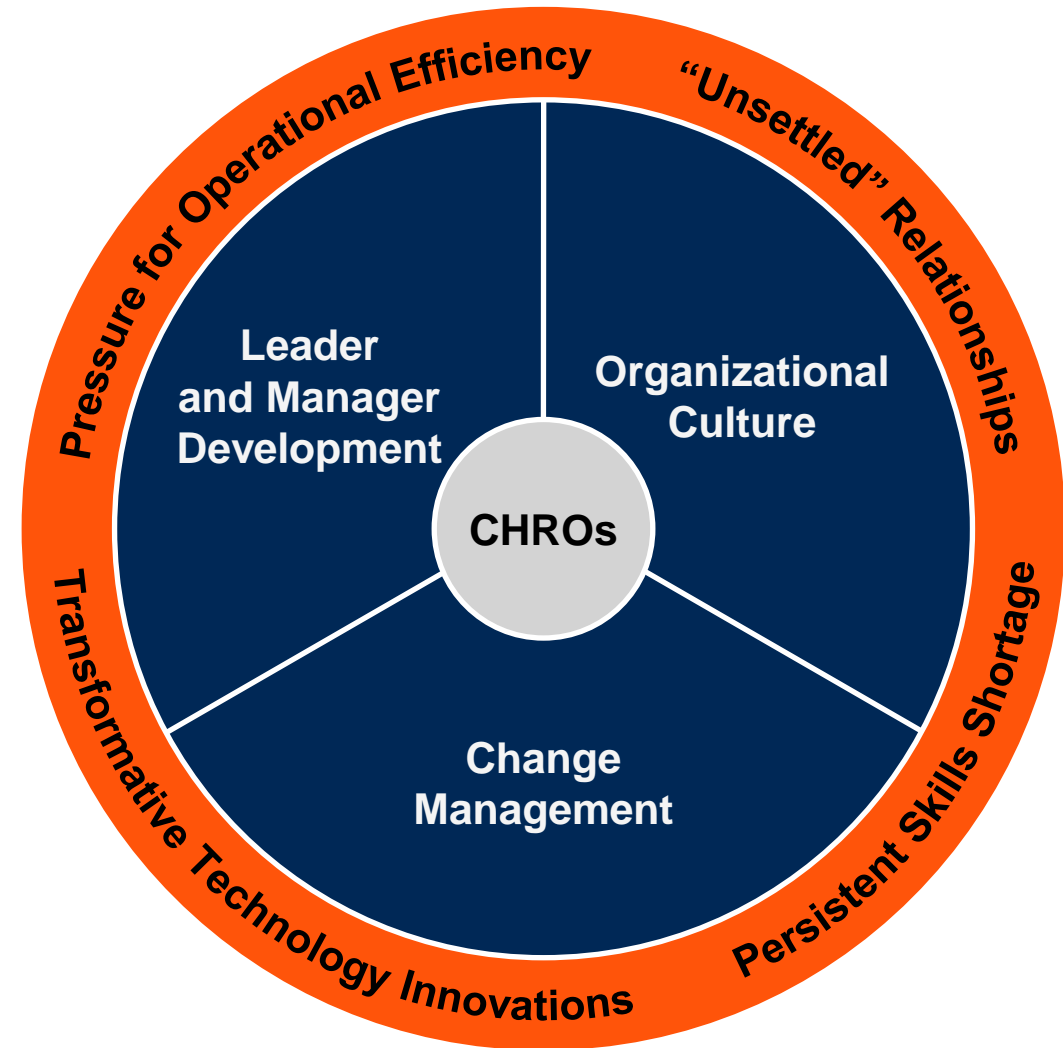 Pressure for Operational Efficiency
“Unsettled” Relationships
Leader
and Manager
Development
Organizational
Culture
CHROs
Change
Management
Transformative Technology Innovations
Persistent Skills Shortage